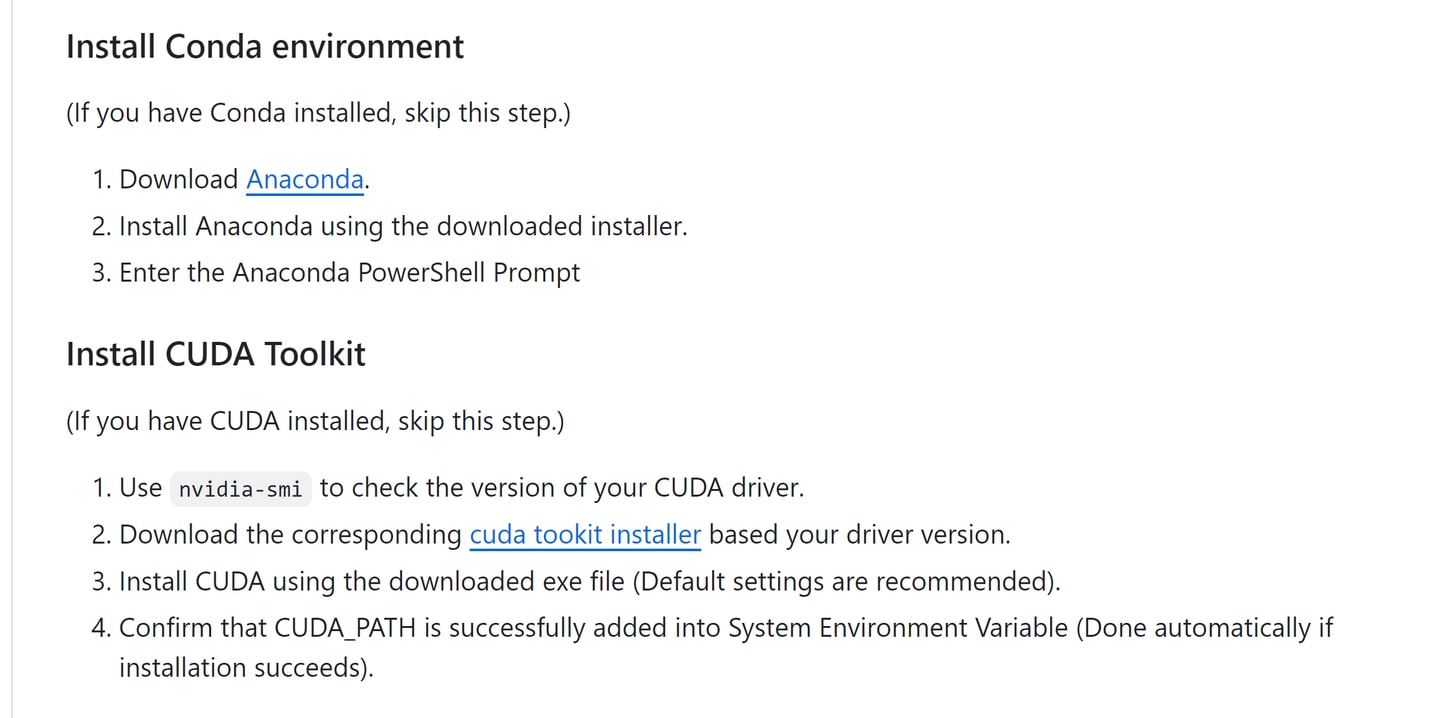 Install Conda environment
(If you have Conda installed, skip this step.)
1. Download Anaconda.
2. Install Anaconda using the downloaded installer.
3. Enter the Anaconda PowerShell Prompt
Install CUDA Toolkit
(If you have CUDA installed, skip this step.)
1. Use nvidia-smi to check the version of your CUDA driver.
2. Download the corresponding cuda tookit installer based your driver version.
3. Install CUDA using the downloaded exe file (Default settings are recommended).
4. Confirm that CUDA_PATH is successfully added into System Environment Variable (Done automatically if
installation succeeds).